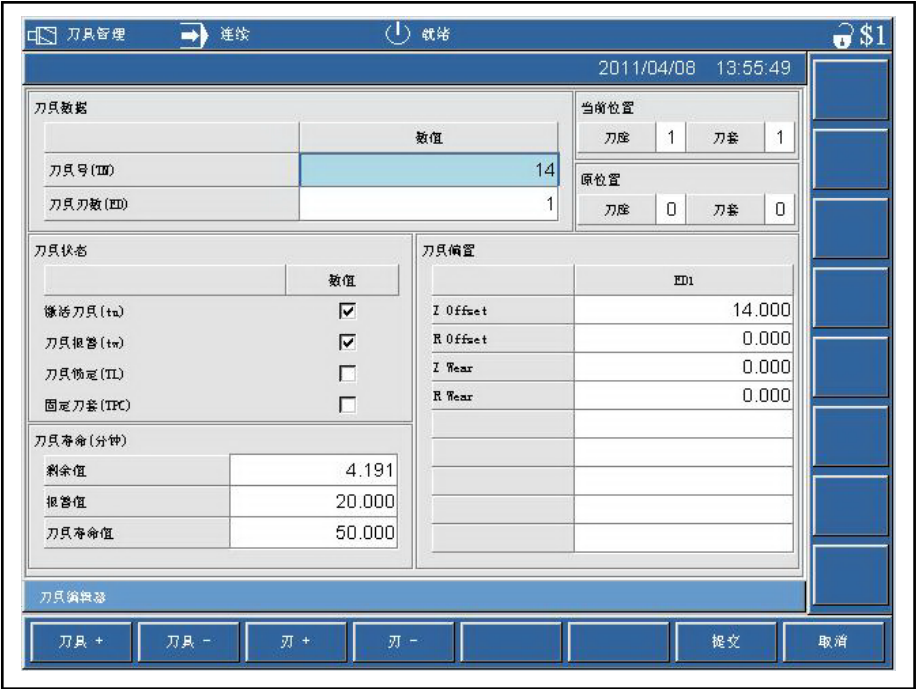 刀具管理 连续 就绪 $1
2011/04/08 13:55:49
刀具数据
数值
刀具号(TN) 14
刀具刃数(ED) 1
当前位置
刀库 1 刀套 1
原位置
刀库 0 刀套 0
刀具状态
数值
激活刀具(ta)
刀具报警(tw)
刀具锁定(TL)
固定刀套(TPC)
刀具寿命(分钟)
剩余值 4.191
报警值 20.000
刀具寿命值 50.000
刀具偏置
ED1
Z Offset 14.000
R Offset 0.000
Z Wear 0.000
R Wear 0.000
刀具编辑器
刀具 + 刀具 - 刃 + 刃 - 提交 取消